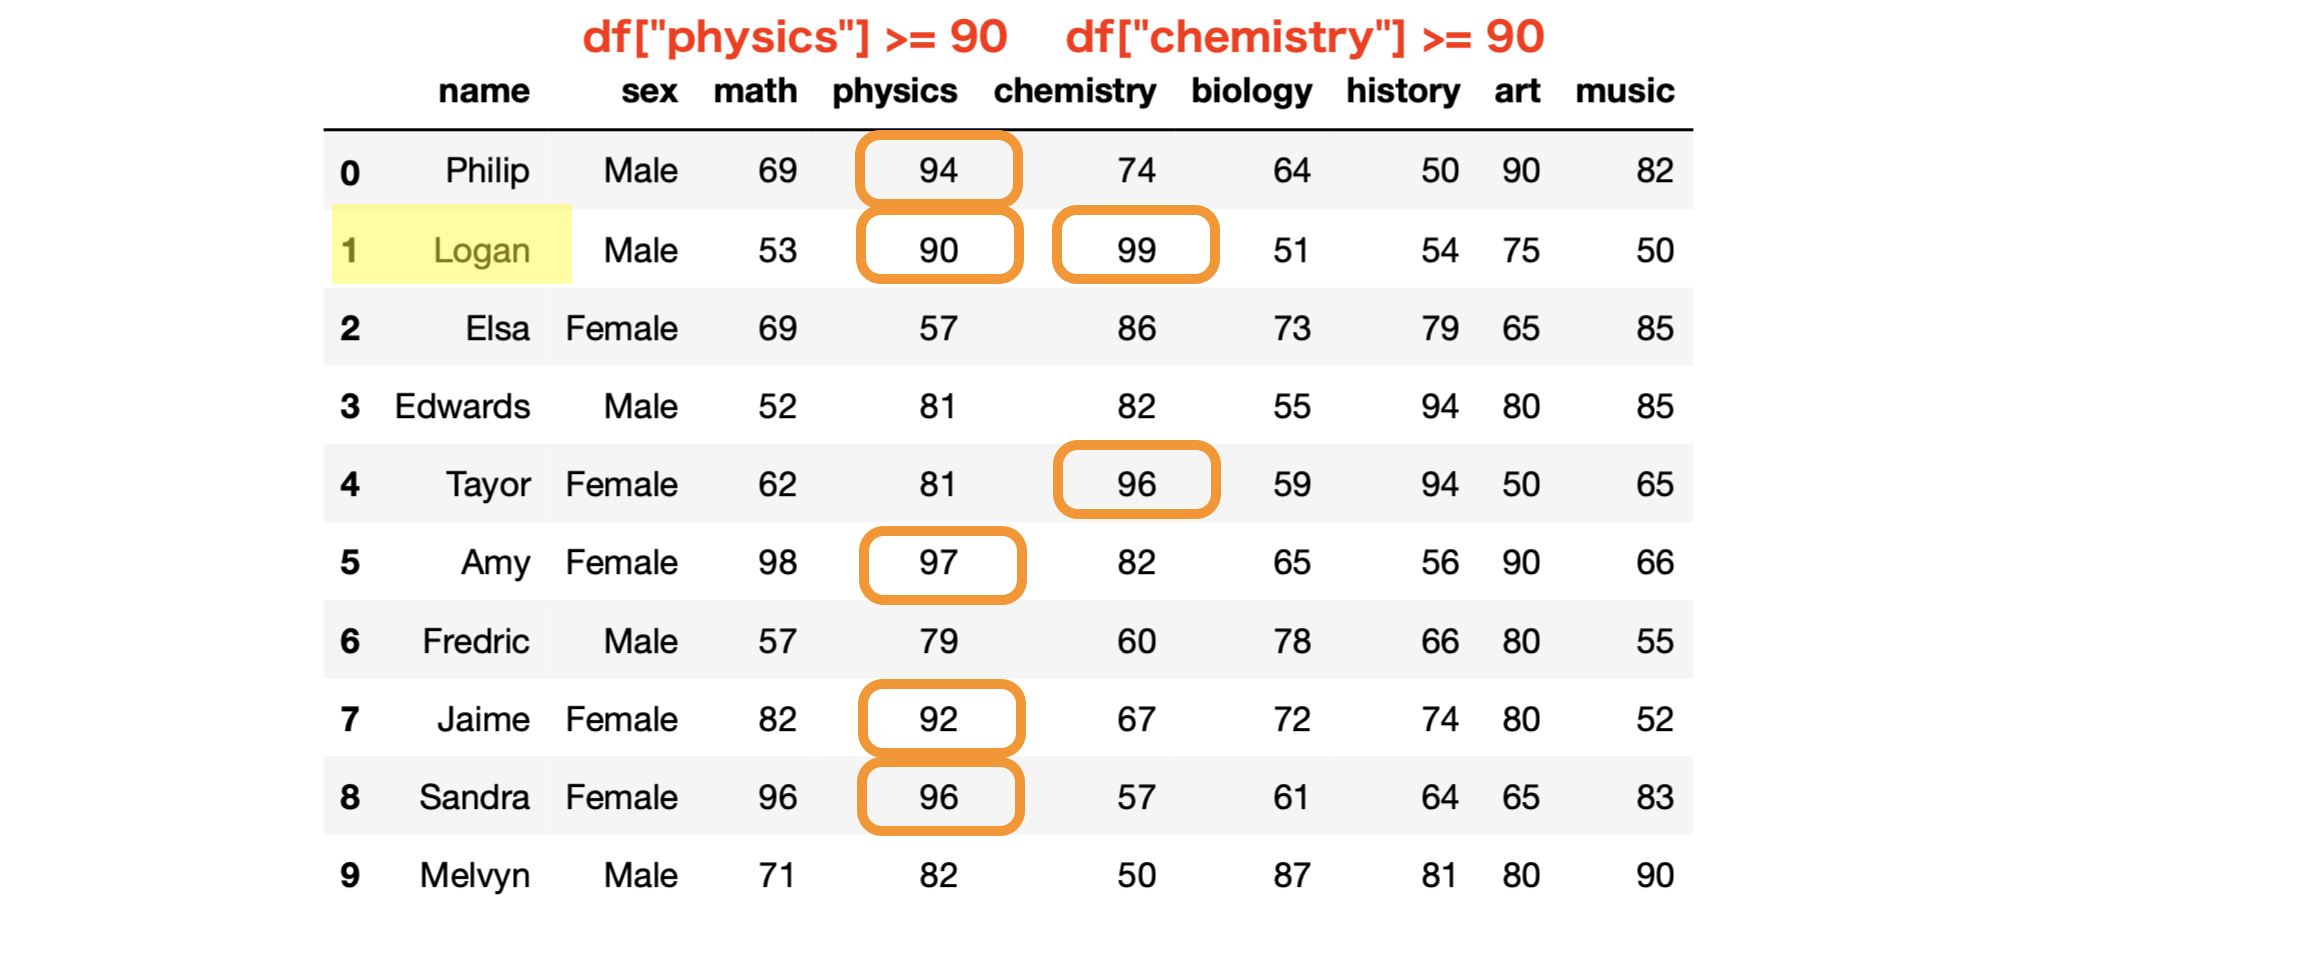 df["physics"] >= 90 df["chemistry"] >= 90
name sex math physics chemistry biology history art music
0 Philip Male 69 94 74 64 50 90 82
1 Logan Male 53 90 99 51 54 75 50
2 Elsa Female 69 57 86 73 79 65 85
3 Edwards Male 52 81 82 55 94 80 85
4 Tayor Female 62 81 96 59 94 50 65
5 Amy Female 98 97 82 65 56 90 66
6 Fredric Male 57 79 60 78 66 80 55
7 Jaime Female 82 92 67 72 74 80 52
8 Sandra Female 96 96 57 61 64 65 83
9 Melvyn Male 71 82 50 87 81 80 90